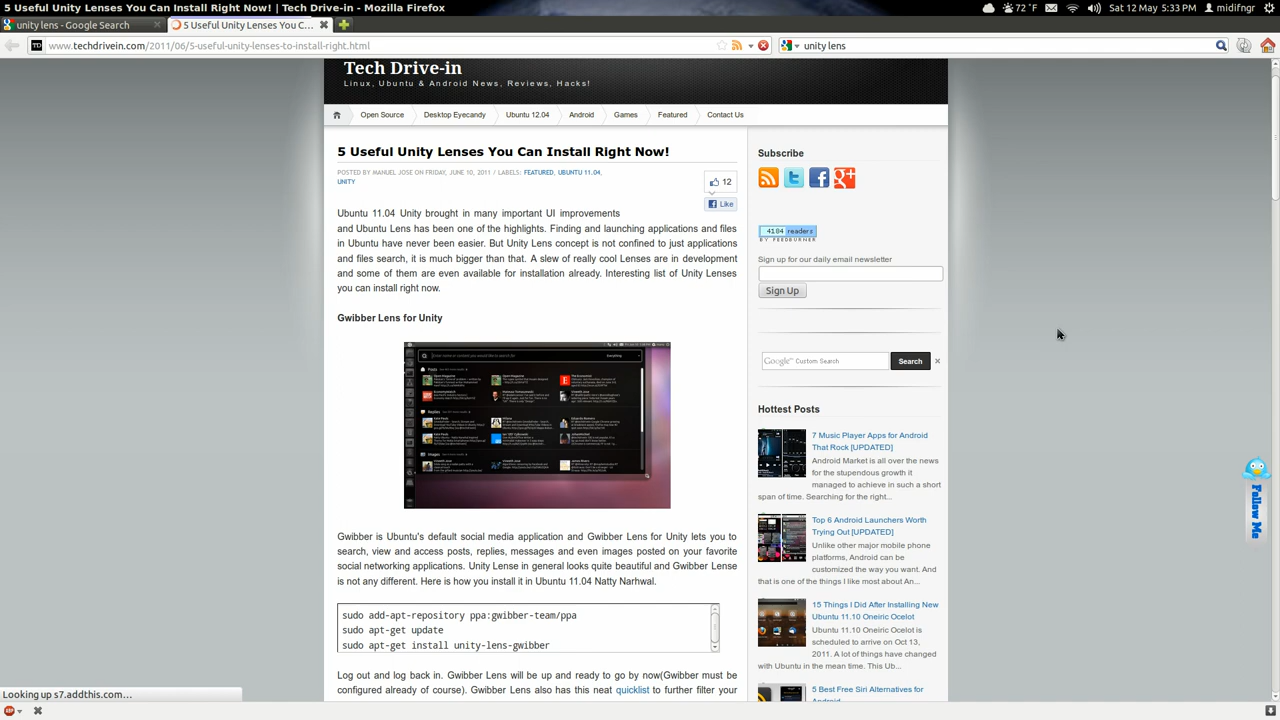 5 Useful Unity Lenses You Can Install Right Now! | Tech Drive-in - Mozilla Firefox
72 °F
Sat 12 May 5:33 PM
midifngr
unity lens - Google Search
5 Useful Unity Lenses You C...
www.techdrivein.com/2011/06/5-useful-unity-lenses-to-install-right.html
unity lens
Tech Drive-in
Linux, Ubuntu & Android News, Reviews, Hacks!
Open Source
Desktop Eyecandy
Ubuntu 12.04
Android
Games
Featured
Contact Us
5 Useful Unity Lenses You Can Install Right Now!
POSTED BY MANUEL JOSE ON FRIDAY, JUNE 10, 2011 / LABELS: FEATURED, UBUNTU 11.04,
UNITY
12
Like
Ubuntu 11.04 Unity brought in many important UI improvements
and Ubuntu Lens has been one of the highlights. Finding and launching applications and files
in Ubuntu have never been easier. But Unity Lens concept is not confined to just applications
and files search, it is much bigger than that. A slew of really cool Lenses are in development
and some of them are even available for installation already. Interesting list of Unity Lenses
you can install right now.
Gwibber Lens for Unity
Gwibber is Ubuntu's default social media application and Gwibber Lens for Unity lets you to
search, view and access posts, replies, messages and even images posted on your favorite
social networking applications. Unity Lense in general looks quite beautiful and Gwibber Lense
is not any different. Here is how you install it in Ubuntu 11.04 Natty Narhwal.
sudo add-apt-repository ppa:gwibber-team/ppa
sudo apt-get update
sudo apt-get install unity-lens-gwibber
Log out and log back in. Gwibber Lens will be up and ready to go by now(Gwibber must be
configured already of course). Gwibber Lens also has this neat quicklist to further filter your
Subscribe
4184 readers
BY FEEDBURNER
Sign up for our daily email newsletter
Sign Up
Google™ Custom Search
Search
Hottest Posts
7 Music Player Apps for Android
That Rock [UPDATED]
Android Market is all over the news
for the stupendous growth it
managed to achieve in such a short
span of time. Searching for the right...
Top 6 Android Launchers Worth
Trying Out [UPDATED]
Unlike other major mobile phone
platforms, Android can be
customized the way you want. And
that is one of the things I like most about An...
15 Things I Did After Installing New
Ubuntu 11.10 Oneiric Ocelot
Ubuntu 11.10 Oneiric Ocelot is
scheduled to arrive on Oct 13,
2011. A lot of things have changed
with Ubuntu in the mean time. This Ub...
5 Best Free Siri Alternatives for
Android
Follow Me
Looking up s7.addthis.com...